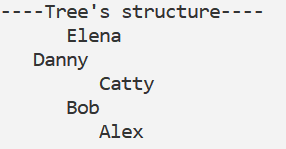 ----Tree's structure----
Elena
Danny
Catty
Bob
Alex